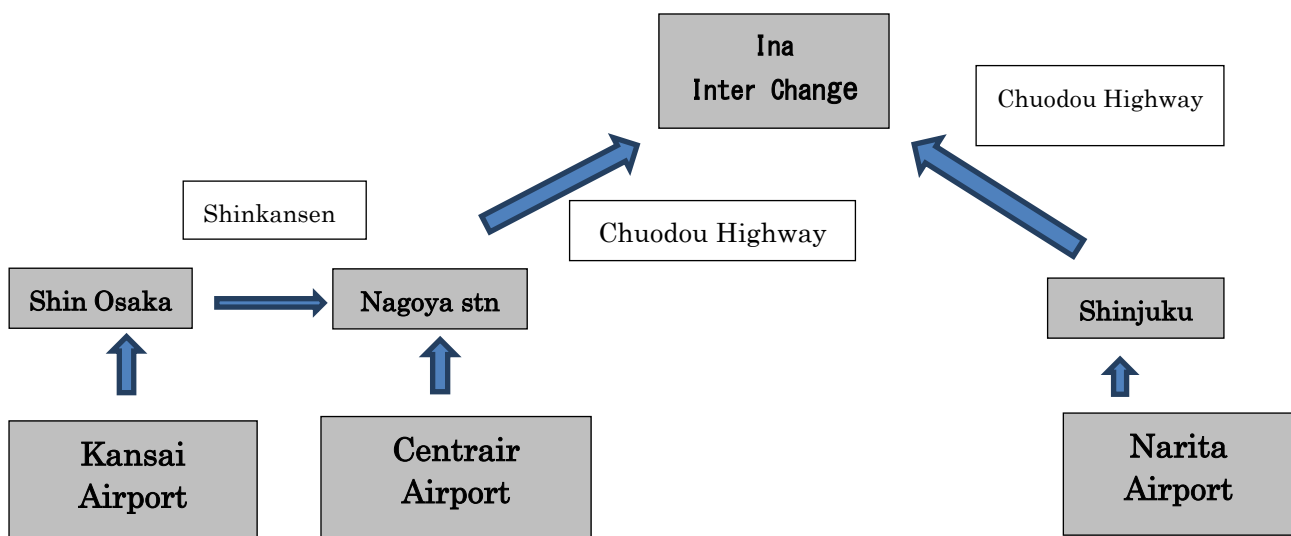 Ina
Inter Change
Chuodou Highway
Shinkansen
Chuodou Highway
Shin Osaka
Nagoya stn
Shinjuku
Kansai
Airport
Centrair
Airport
Narita
Airport